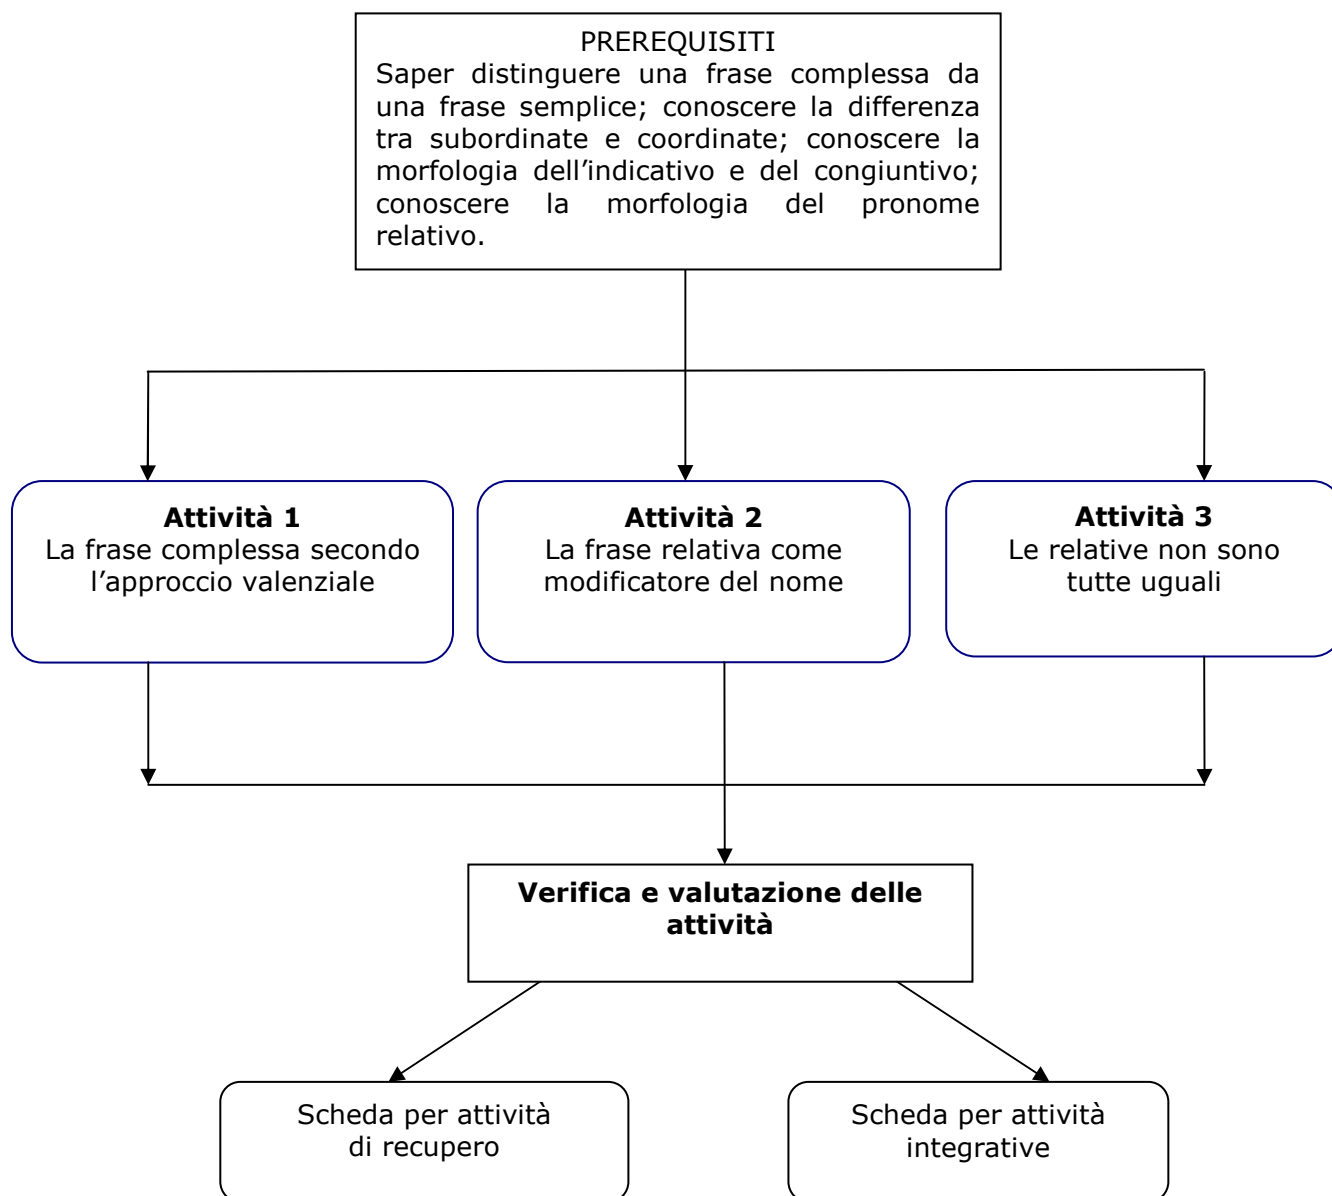 PREREQUISITI
Saper distinguere una frase complessa da
una frase semplice; conoscere la differenza
tra subordinate e coordinate; conoscere la
morfologia dell’indicativo e del congiuntivo;
conoscere la morfologia del pronome
relativo.
Attività 1
La frase complessa secondo
l’approccio valenziale
Attività 2
La frase relativa come
modificatore del nome
Attività 3
Le relative non sono
tutte uguali
Verifica e valutazione delle
attività
Scheda per attività
di recupero
Scheda per attività
integrative